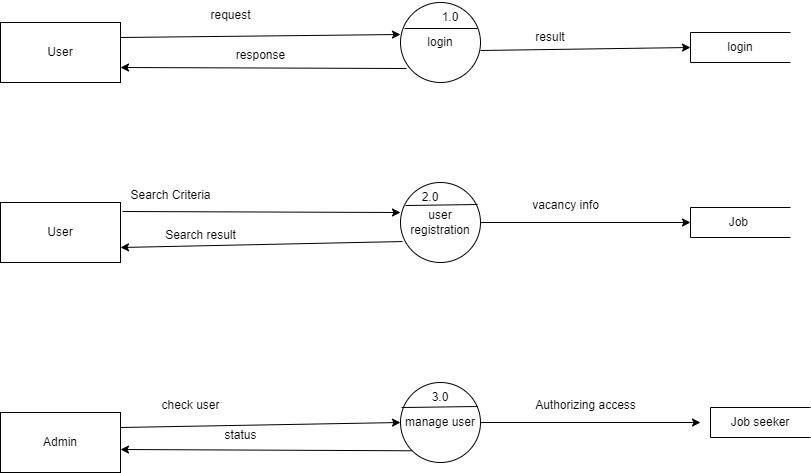 request
1.0
User
response
login
result
login
Search Criteria
2.0
User
Search result
user
registration
vacancy info
Job
check user
3.0
Admin
status
manage user
Authorizing access
Job seeker